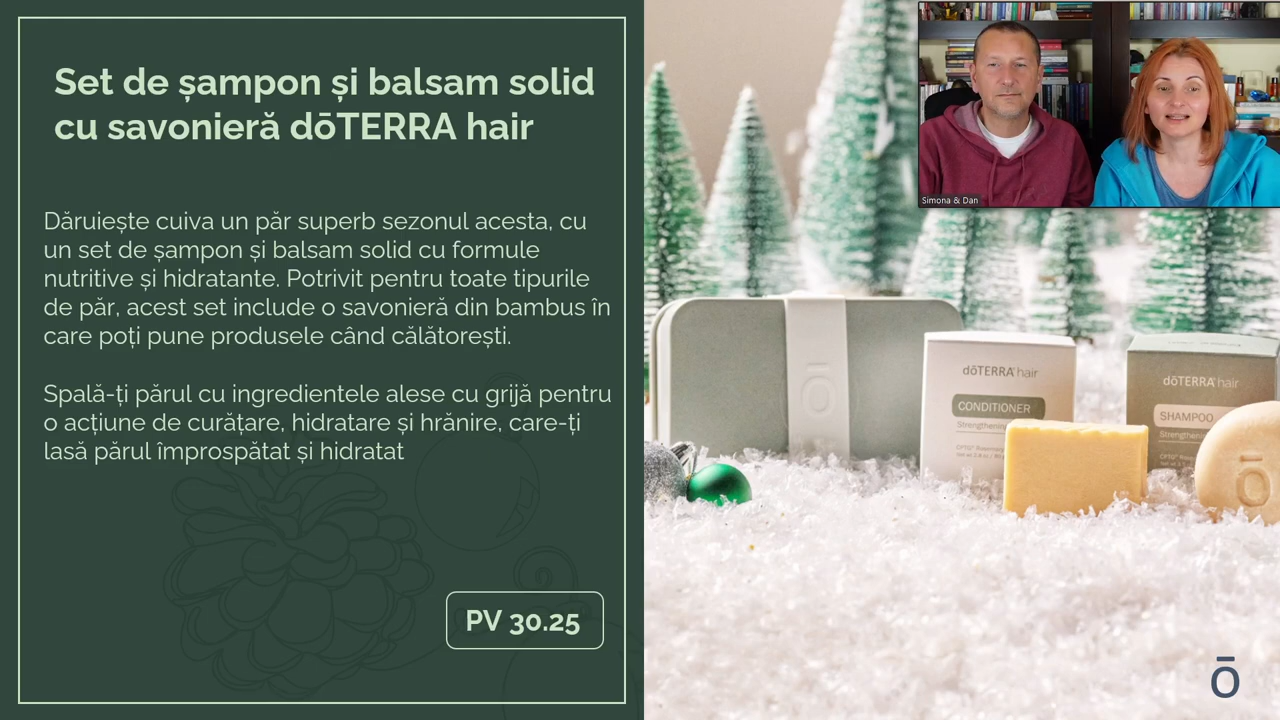 Set de șampon și balsam solid
cu savonieră dōTERRA hair
Dăruiește cuiva un păr superb sezonul acesta, cu
un set de șampon și balsam solid cu formule
nutritive și hidratante. Potrivit pentru toate tipurile
de păr, acest set include o savonieră din bambus în
care poți pune produsele când călătorești.
Spală-ți părul cu ingredientele alese cu grijă pentru
o acțiune de curățare, hidratare și hrănire, care-ți
lasă părul împrospătat și hidratat
PV 30.25
Simona & Dan
dōTERRA hair
CONDITIONER
Strengthening
dōTERRA hair
SHAMPOO
Strengthening
ō
ō
ō